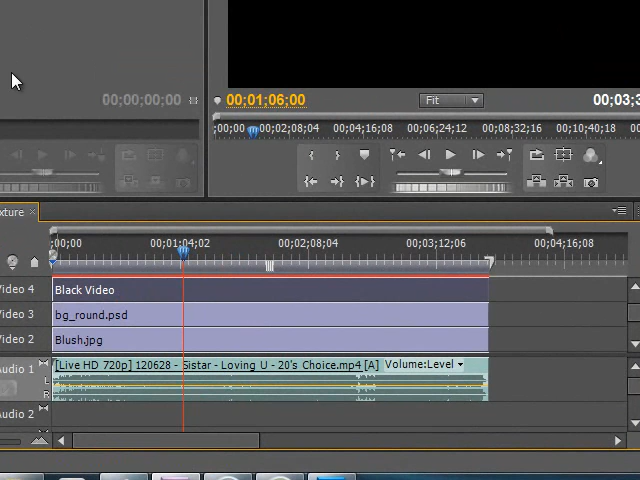 00;00;00;00
00;01;06;00
Fit
00;03;3
;00;00
00;02;08;04
00;04;16;08
00;06;24;12
00;08;32;16
00;10;40;18
xture
;00;00
00;01;04;02
00;02;08;04
00;03;12;06
00;04;16;08
Video 4
Black Video
Video 3
bg_round.psd
Video 2
Blush.jpg
Audio 1
[Live HD 720p] 120628 - Sistar - Loving U - 20's Choice.mp4 [A]
Volume:Level
L
R
Audio 2